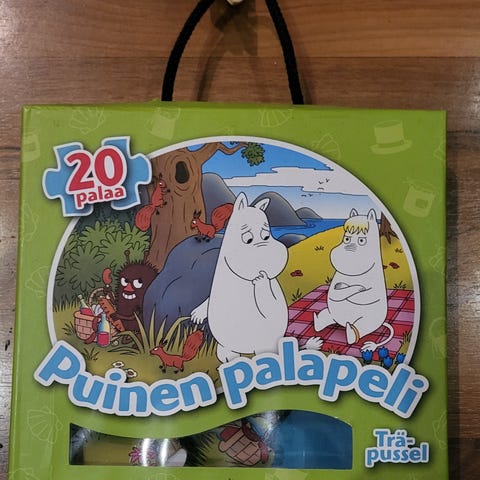 20
palaa
Puinen palapeli
Trä-
pussel